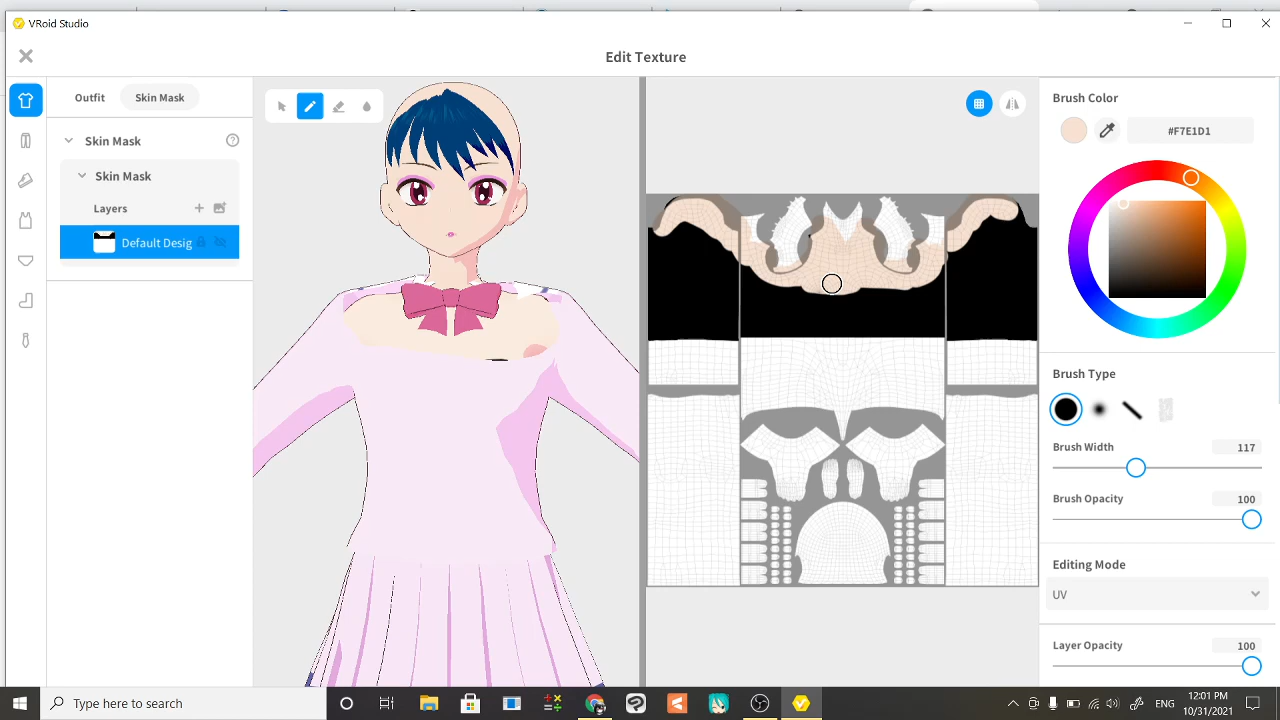 VRoid Studio
Edit Texture
Outfit
Skin Mask
Skin Mask
Skin Mask
Layers
Default Desig
Brush Color
#F7E1D1
Brush Type
Brush Width
117
Brush Opacity
100
Editing Mode
UV
Layer Opacity
100
Type here to search
ENG
12:01 PM
10/31/2021